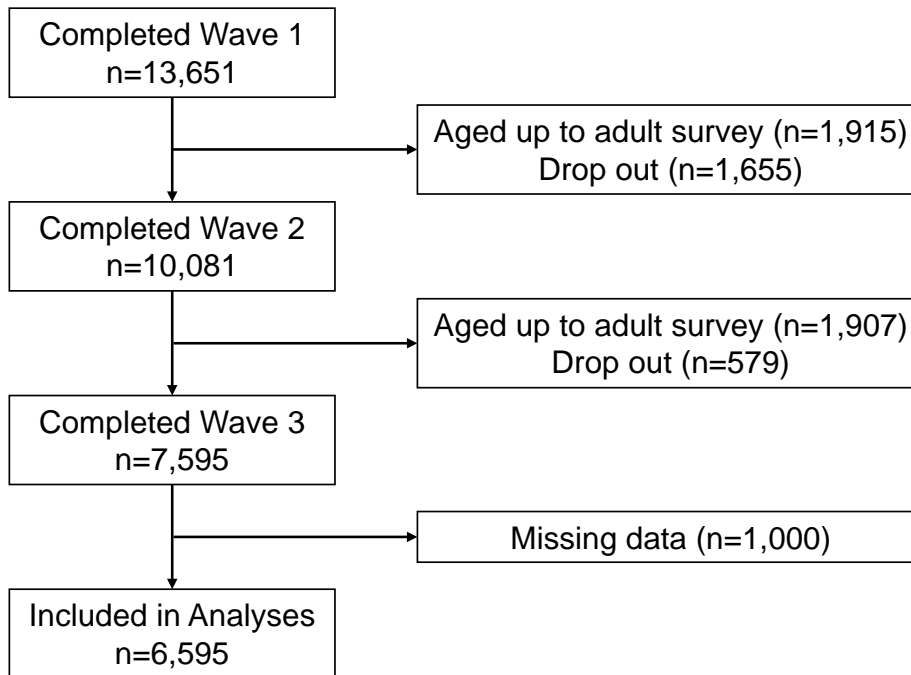 Completed Wave 1
n=13,651
Aged up to adult survey (n=1,915)
Drop out (n=1,655)
Completed Wave 2
n=10,081
Aged up to adult survey (n=1,907)
Drop out (n=579)
Completed Wave 3
n=7,595
Missing data (n=1,000)
Included in Analyses
n=6,595